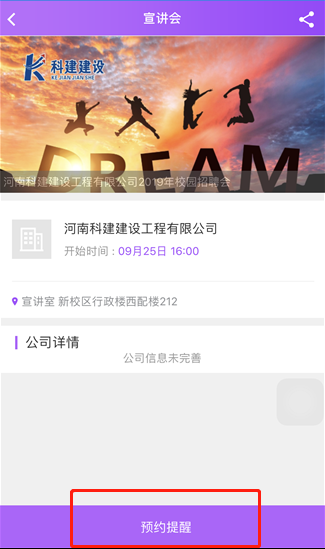 宣讲会
科建建设
KE JIAN JIAN SHE
DREAM
河南科建建设工程有限公司2019年校园招聘会
河南科建建设工程有限公司
开始时间：09月25日 16:00
宣讲室 新校区行政楼西配楼212
公司详情
公司信息未完善
预约提醒